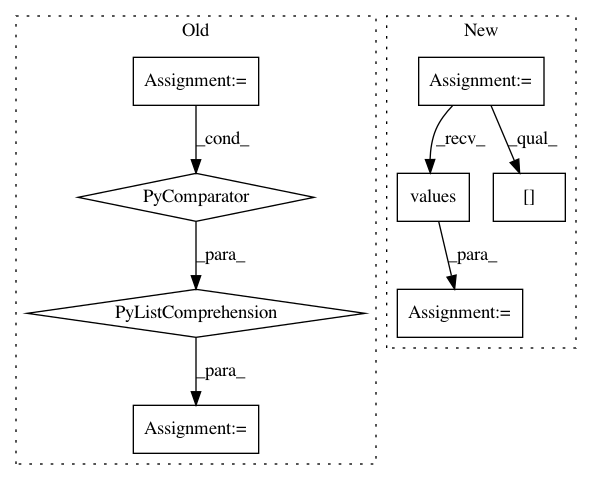 Old
Assignment:=
_cond_
PyComparator
_para_
PyListComprehension
_para_
Assignment:=
New
Assignment:=
_recv_
_qual_
values
[]
_para_
Assignment:=